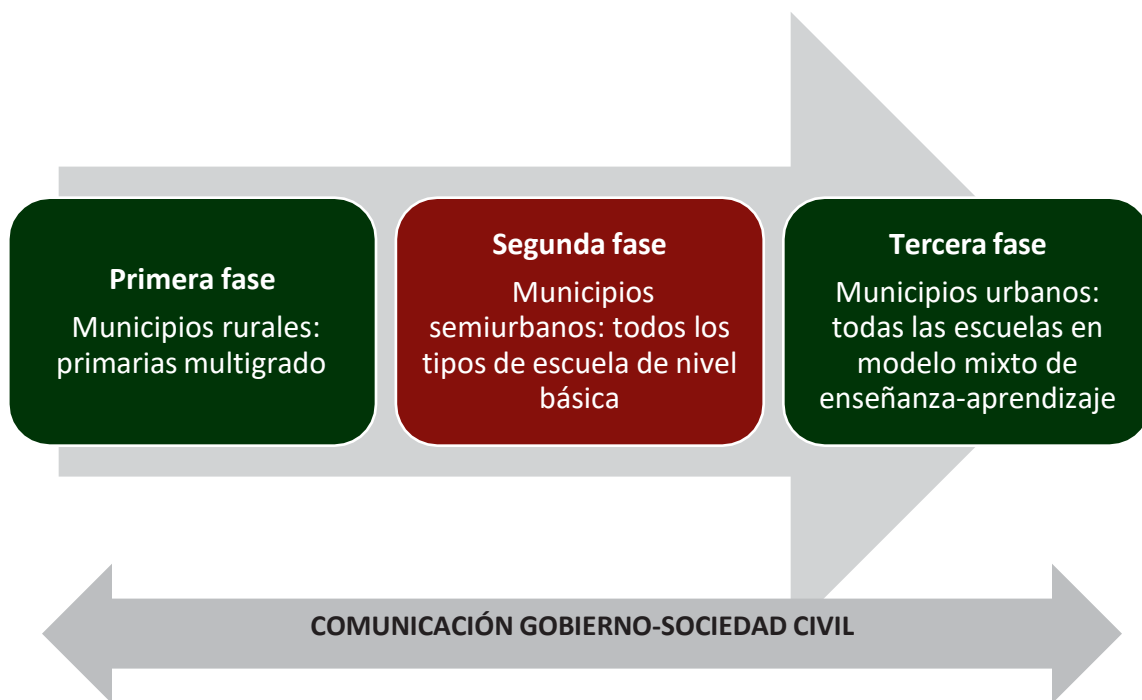 Primera fase
Municipios rurales:
primarias multigrado
Segunda fase
Municipios
semiurbanos: todos los
tipos de escuela de nivel
básica
Tercera fase
Municipios urbanos:
todas las escuelas en
modelo mixto de
enseñanza-aprendizaje
COMUNICACIÓN GOBIERNO-SOCIEDAD CIVIL